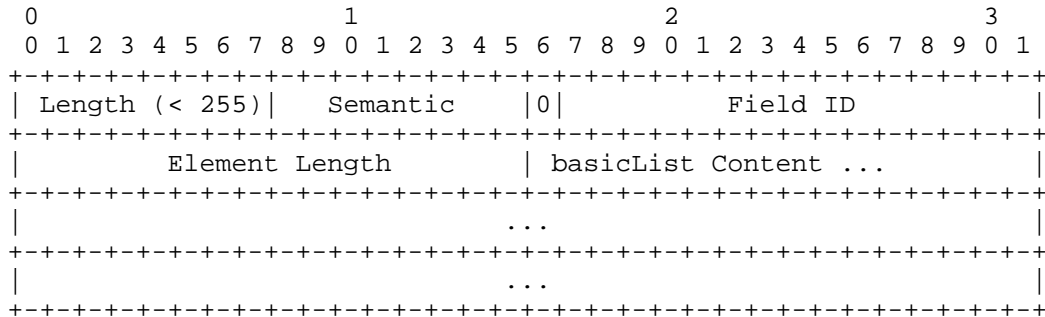 0                   1                   2                   3
 0 1 2 3 4 5 6 7 8 9 0 1 2 3 4 5 6 7 8 9 0 1 2 3 4 5 6 7 8 9 0 1
+-+-+-+-+-+-+-+-+-+-+-+-+-+-+-+-+-+-+-+-+-+-+-+-+-+-+-+-+-+-+-+-+
| Length (< 255)|   Semantic    |0|          Field ID           |
+-+-+-+-+-+-+-+-+-+-+-+-+-+-+-+-+-+-+-+-+-+-+-+-+-+-+-+-+-+-+-+-+
|         Element Length        | basicList Content ...         |
+-+-+-+-+-+-+-+-+-+-+-+-+-+-+-+-+-+-+-+-+-+-+-+-+-+-+-+-+-+-+-+-+
|                              ...                              |
+-+-+-+-+-+-+-+-+-+-+-+-+-+-+-+-+-+-+-+-+-+-+-+-+-+-+-+-+-+-+-+-+
|                              ...                              |
+-+-+-+-+-+-+-+-+-+-+-+-+-+-+-+-+-+-+-+-+-+-+-+-+-+-+-+-+-+-+-+-+